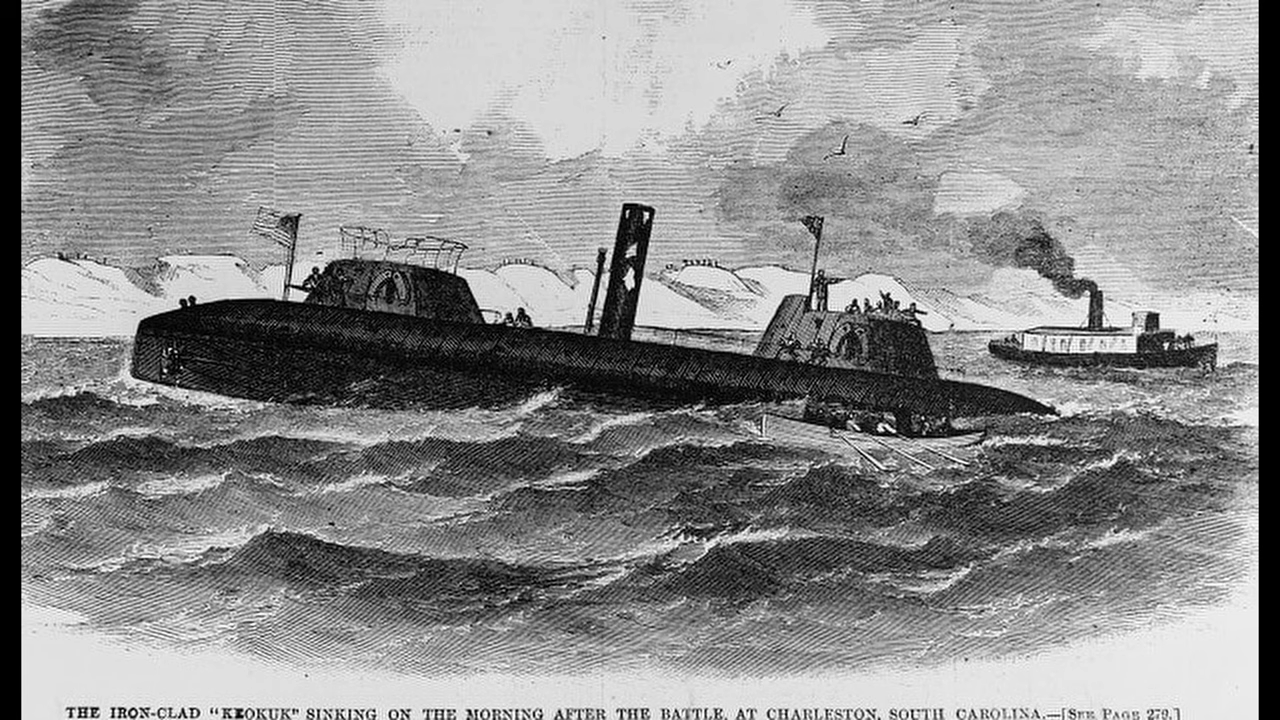 THE IRON-CLAD "KEOKUK" SINKING ON THE MORNING AFTER THE BATTLE, AT CHARLESTON, SOUTH CAROLINA.—[SEE PAGE 279.]